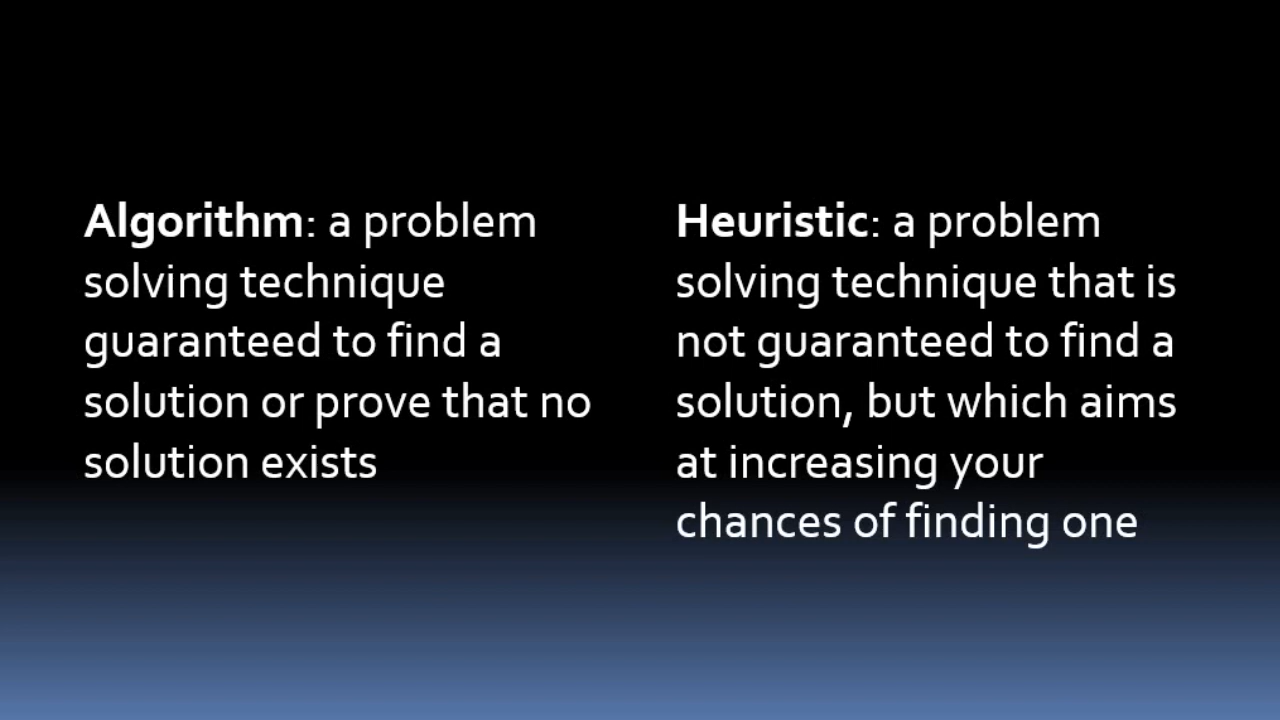 Algorithm: a problem
solving technique
guaranteed to find a
solution or prove that no
solution exists
Heuristic: a problem
solving technique that is
not guaranteed to find a
solution, but which aims
at increasing your
chances of finding one